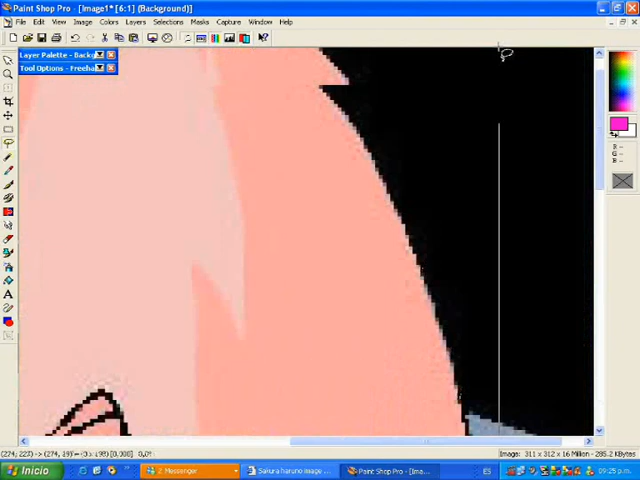 Paint Shop Pro - [Image1* [6:1] (Background)]
File Edit View Image Colors Layers Selections Masks Capture Window Help
Layer Palette - Backg
Tool Options - Freeha
R -
G -
B -
Image: 311 x 312 x 16 Million - 285.2 KBytes
Inicio
2 Messenger
Sakura haruno image ...
Paint Shop Pro - [Im...
ES
09:25 p.m.